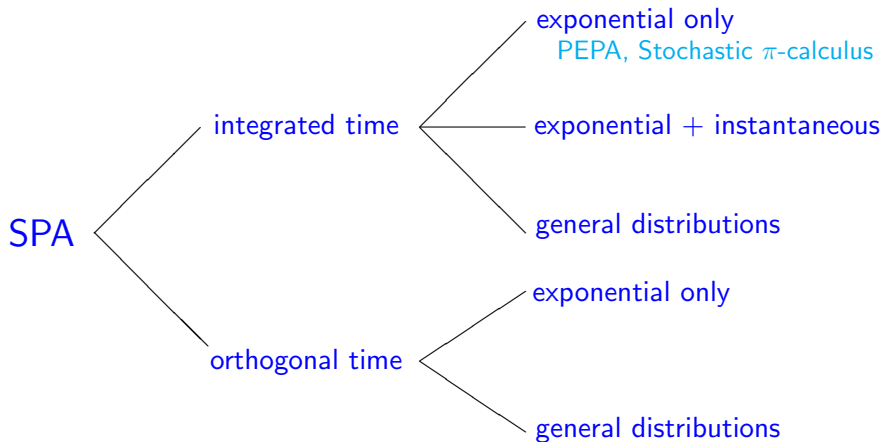 exponential only
PEPA, Stochastic π-calculus
integrated time
exponential + instantaneous
general distributions
SPA
exponential only
orthogonal time
general distributions